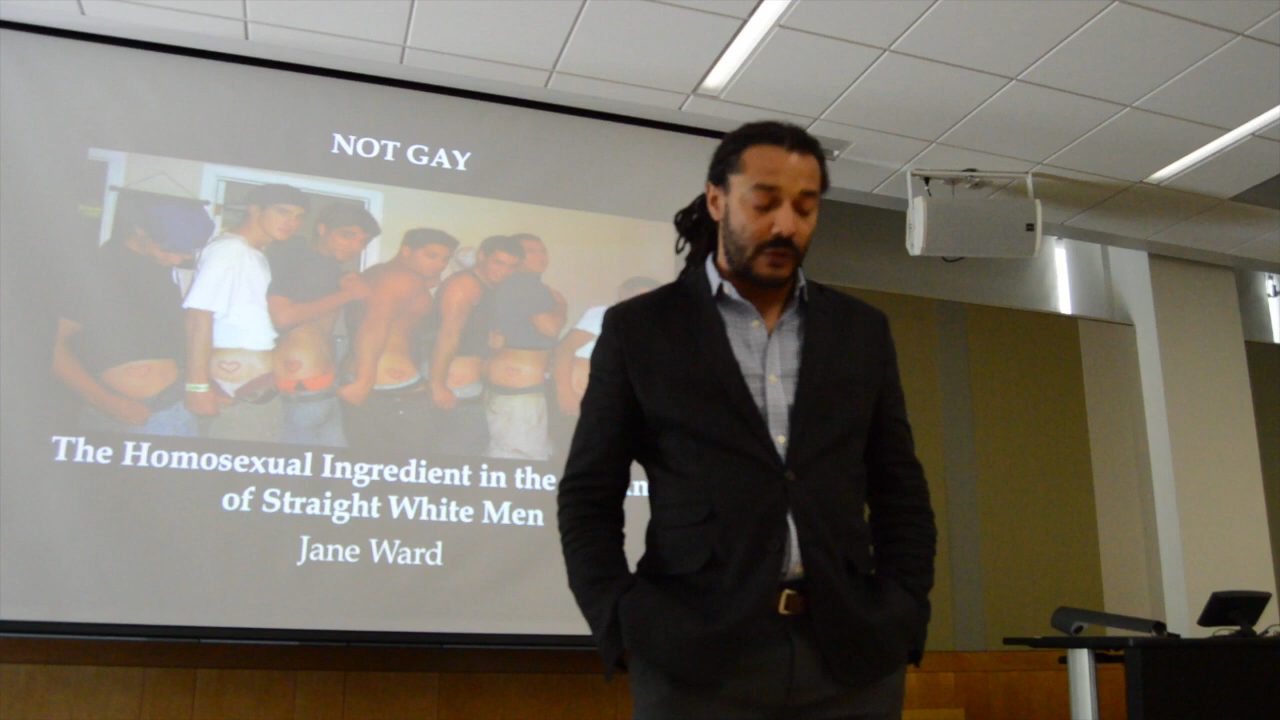 NOT GAY
The Homosexual Ingredient in the
of Straight White Men
Jane Ward